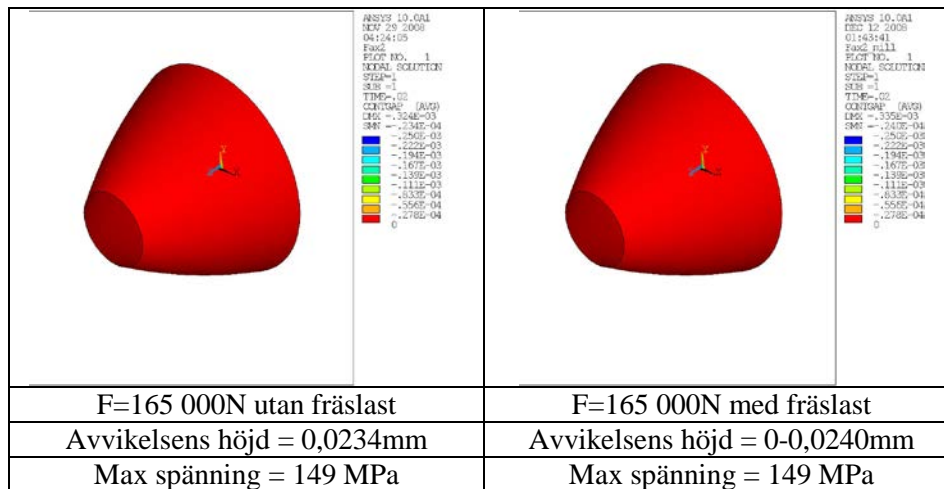 ANSYS 10.0A1
NOV 29 2008
04:24:05
Fax2
PLOT NO. 1
NODAL SOLUTION
STEP=1
SUB =1
TIME=.02
CONTGAP (AVG)
DMX =.324E-03
SMN =-.234E-04
-.250E-03
-.222E-03
-.194E-03
-.167E-03
-.139E-03
-.111E-03
-.833E-04
-.556E-04
-.278E-04
0
ANSYS 10.0A1
DEC 12 2008
01:43:41
Fax2_mill
PLOT NO. 1
NODAL SOLUTION
STEP=1
SUB =1
TIME=.02
CONTGAP (AVG)
DMX =.335E-03
SMN =-.240E-04
-.250E-03
-.222E-03
-.194E-03
-.167E-03
-.139E-03
-.111E-03
-.833E-04
-.556E-04
-.278E-04
0
F=165 000N utan fräslast
F=165 000N med fräslast
Avvikelsens höjd = 0,0234mm
Avvikelsens höjd = 0-0,0240mm
Max spänning = 149 MPa
Max spänning = 149 MPa